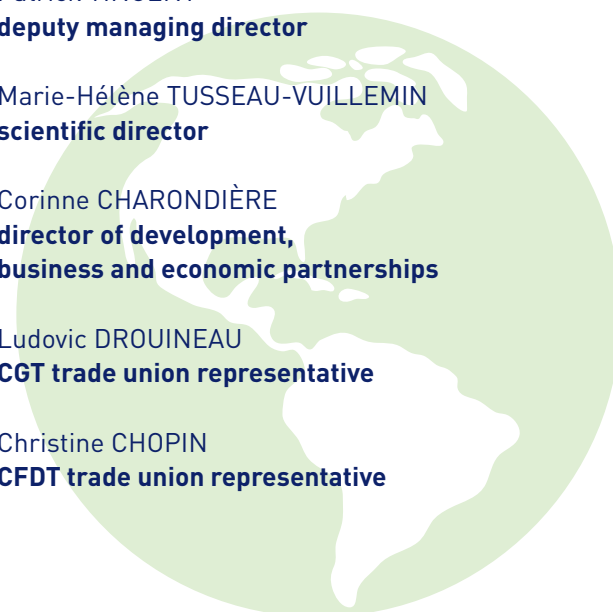 deputy managing director
Marie-Hélène TUSSEAU-VUILLEMIN
scientific director
Corinne CHARONDIÈRE
director of development,
business and economic partnerships
Ludovic DROUINEAU
CGT trade union representative
Christine CHOPIN
CFDT trade union representative